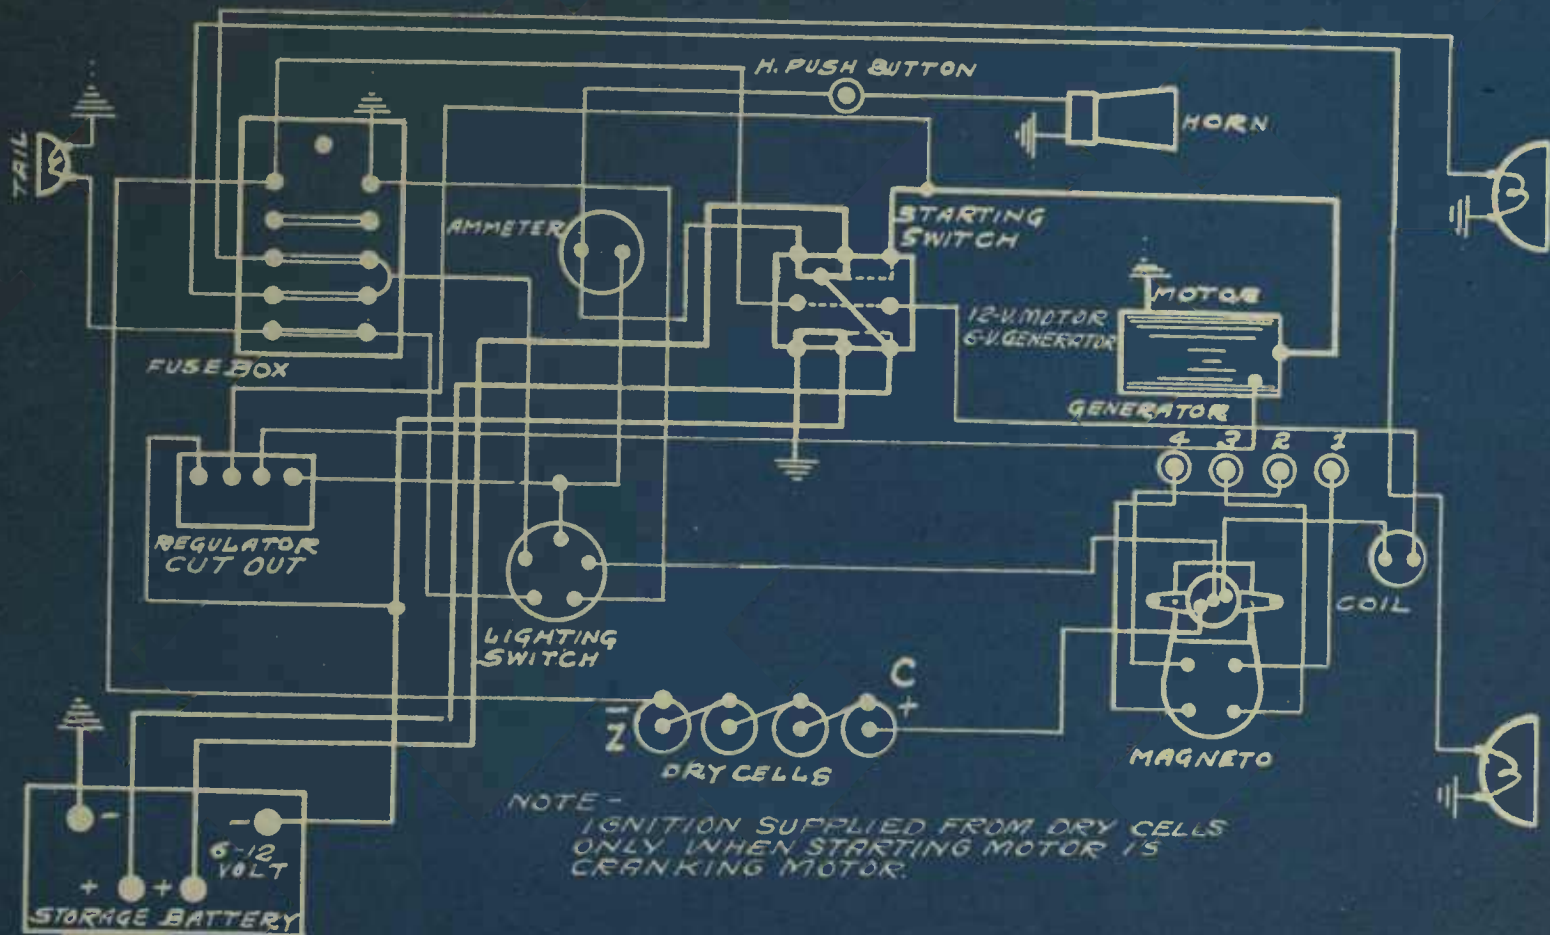 H. PUSH BUTTON
HORN
TAIL
AMMETER
STARTING
SWITCH
MOTOR
12-V. MOTOR
6-V. GENERATOR
FUSE BOX
GENERATOR
4 3 2 1
REGULATOR
CUT OUT
COIL
LIGHTING
SWITCH
C
- +
Z
DRY CELLS
MAGNETO
NOTE -
IGNITION SUPPLIED FROM DRY CELLS
ONLY WHEN STARTING MOTOR IS
CRANKING MOTOR.
- -
6-12
VOLT
+ +
STORAGE BATTERY